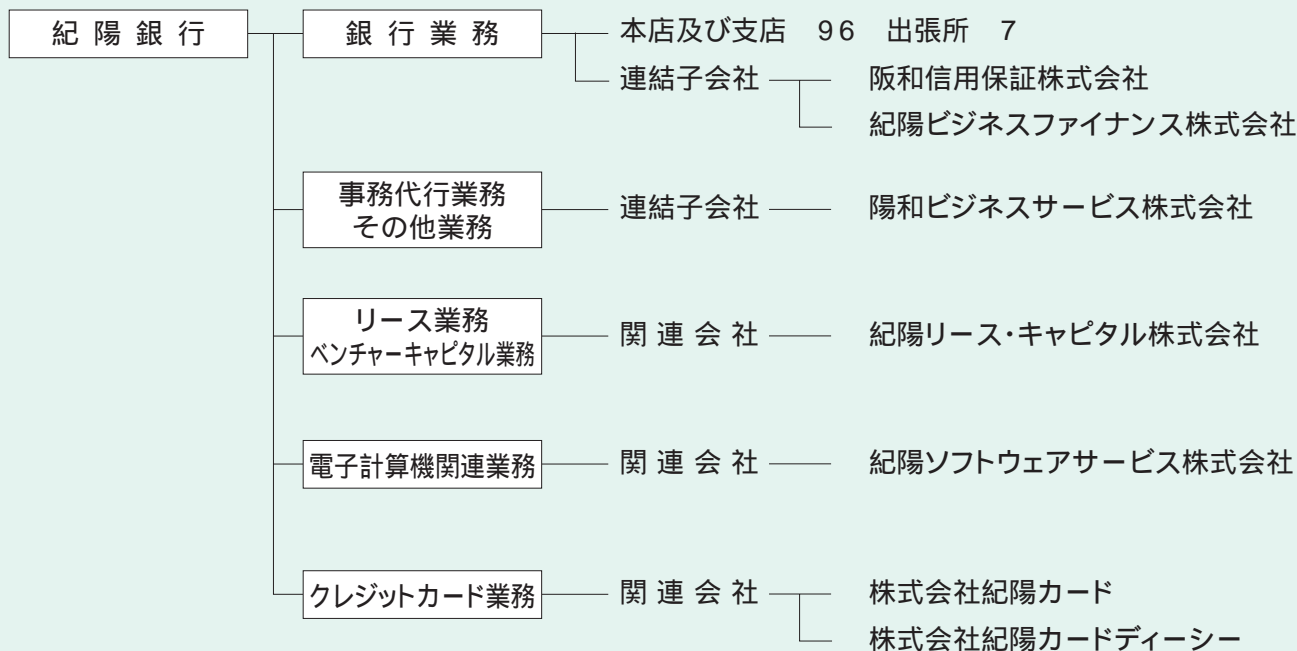 紀陽銀行 銀行業務 本店及び支店 96 出張所 7
連結子会社 阪和信用保証株式会社
紀陽ビジネスファイナンス株式会社
事務代行業務
その他業務
連結子会社 陽和ビジネスサービス株式会社
リース業務
ベンチャーキャピタル業務
関連会社 紀陽リース・キャピタル株式会社
電子計算機関連業務 関連会社 紀陽ソフトウェアサービス株式会社
クレジットカード業務 関連会社 株式会社紀陽カード
株式会社紀陽カードディーシー